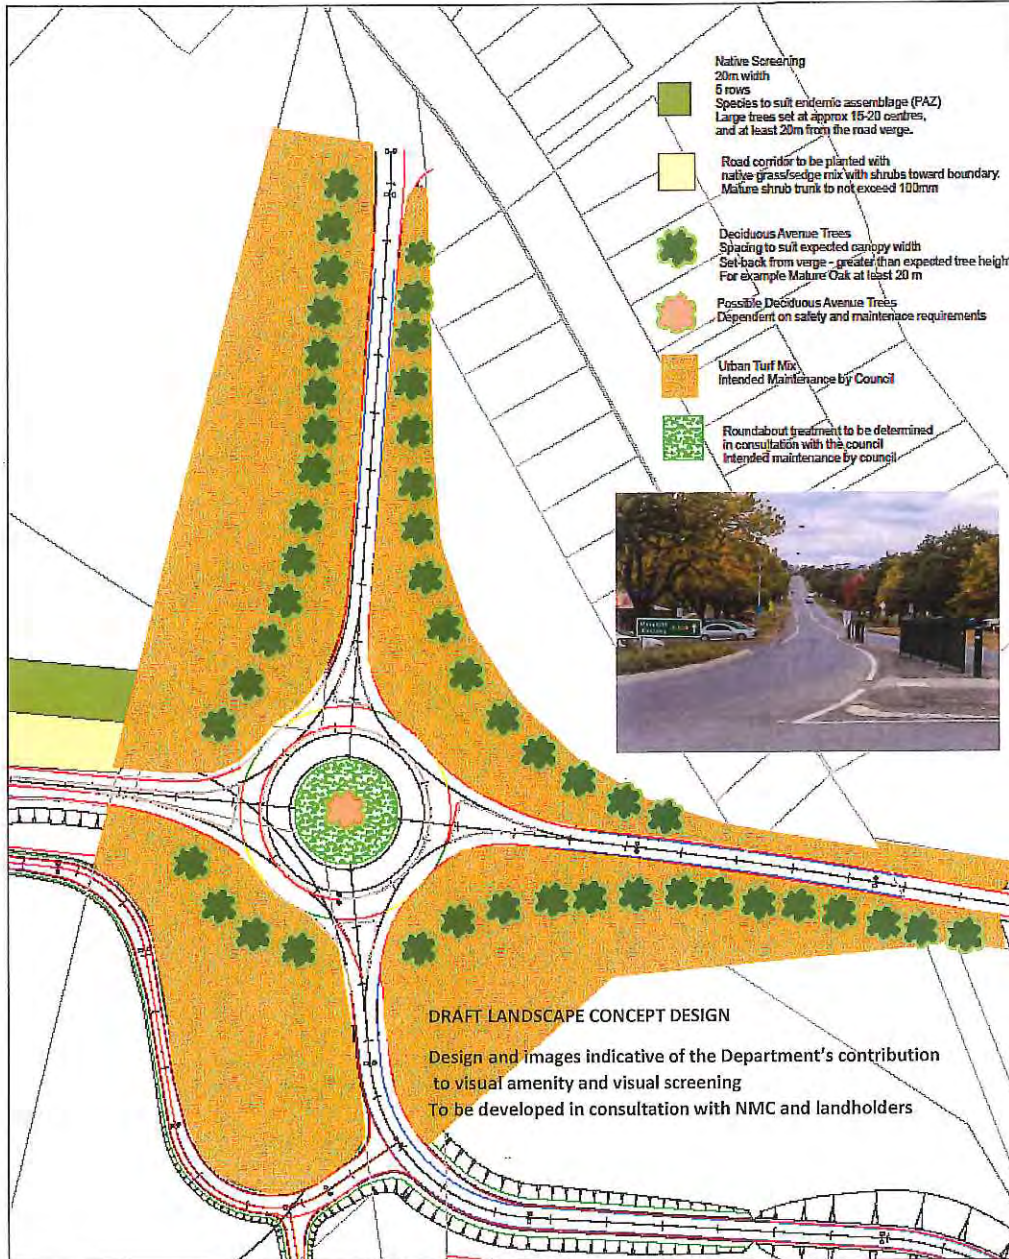 Native Screening
20m width
5 rows
Species to suit endemic assemblage (PAZ)
Large trees set at approx 15-20 centres,
and at least 20m from the road verge.
Road corridor to be planted with
native grass/sedge mix with shrubs toward boundary.
Mature shrub trunk to not exceed 100mm
Deciduous Avenue Trees
Spacing to suit expected canopy width
Set-back from verge - greater than expected tree height
For example Mature Oak at least 20 m
Possible Deciduous Avenue Trees
Dependent on safety and maintenace requirements
Urban Turf Mix
Intended Maintenance by Council
Roundabout treatment to be determined
in consultation with the council
Intended maintenance by council
DRAFT LANDSCAPE CONCEPT DESIGN
Design and images indicative of the Department's contribution
to visual amenity and visual screening
To be developed in consultation with NMC and landholders